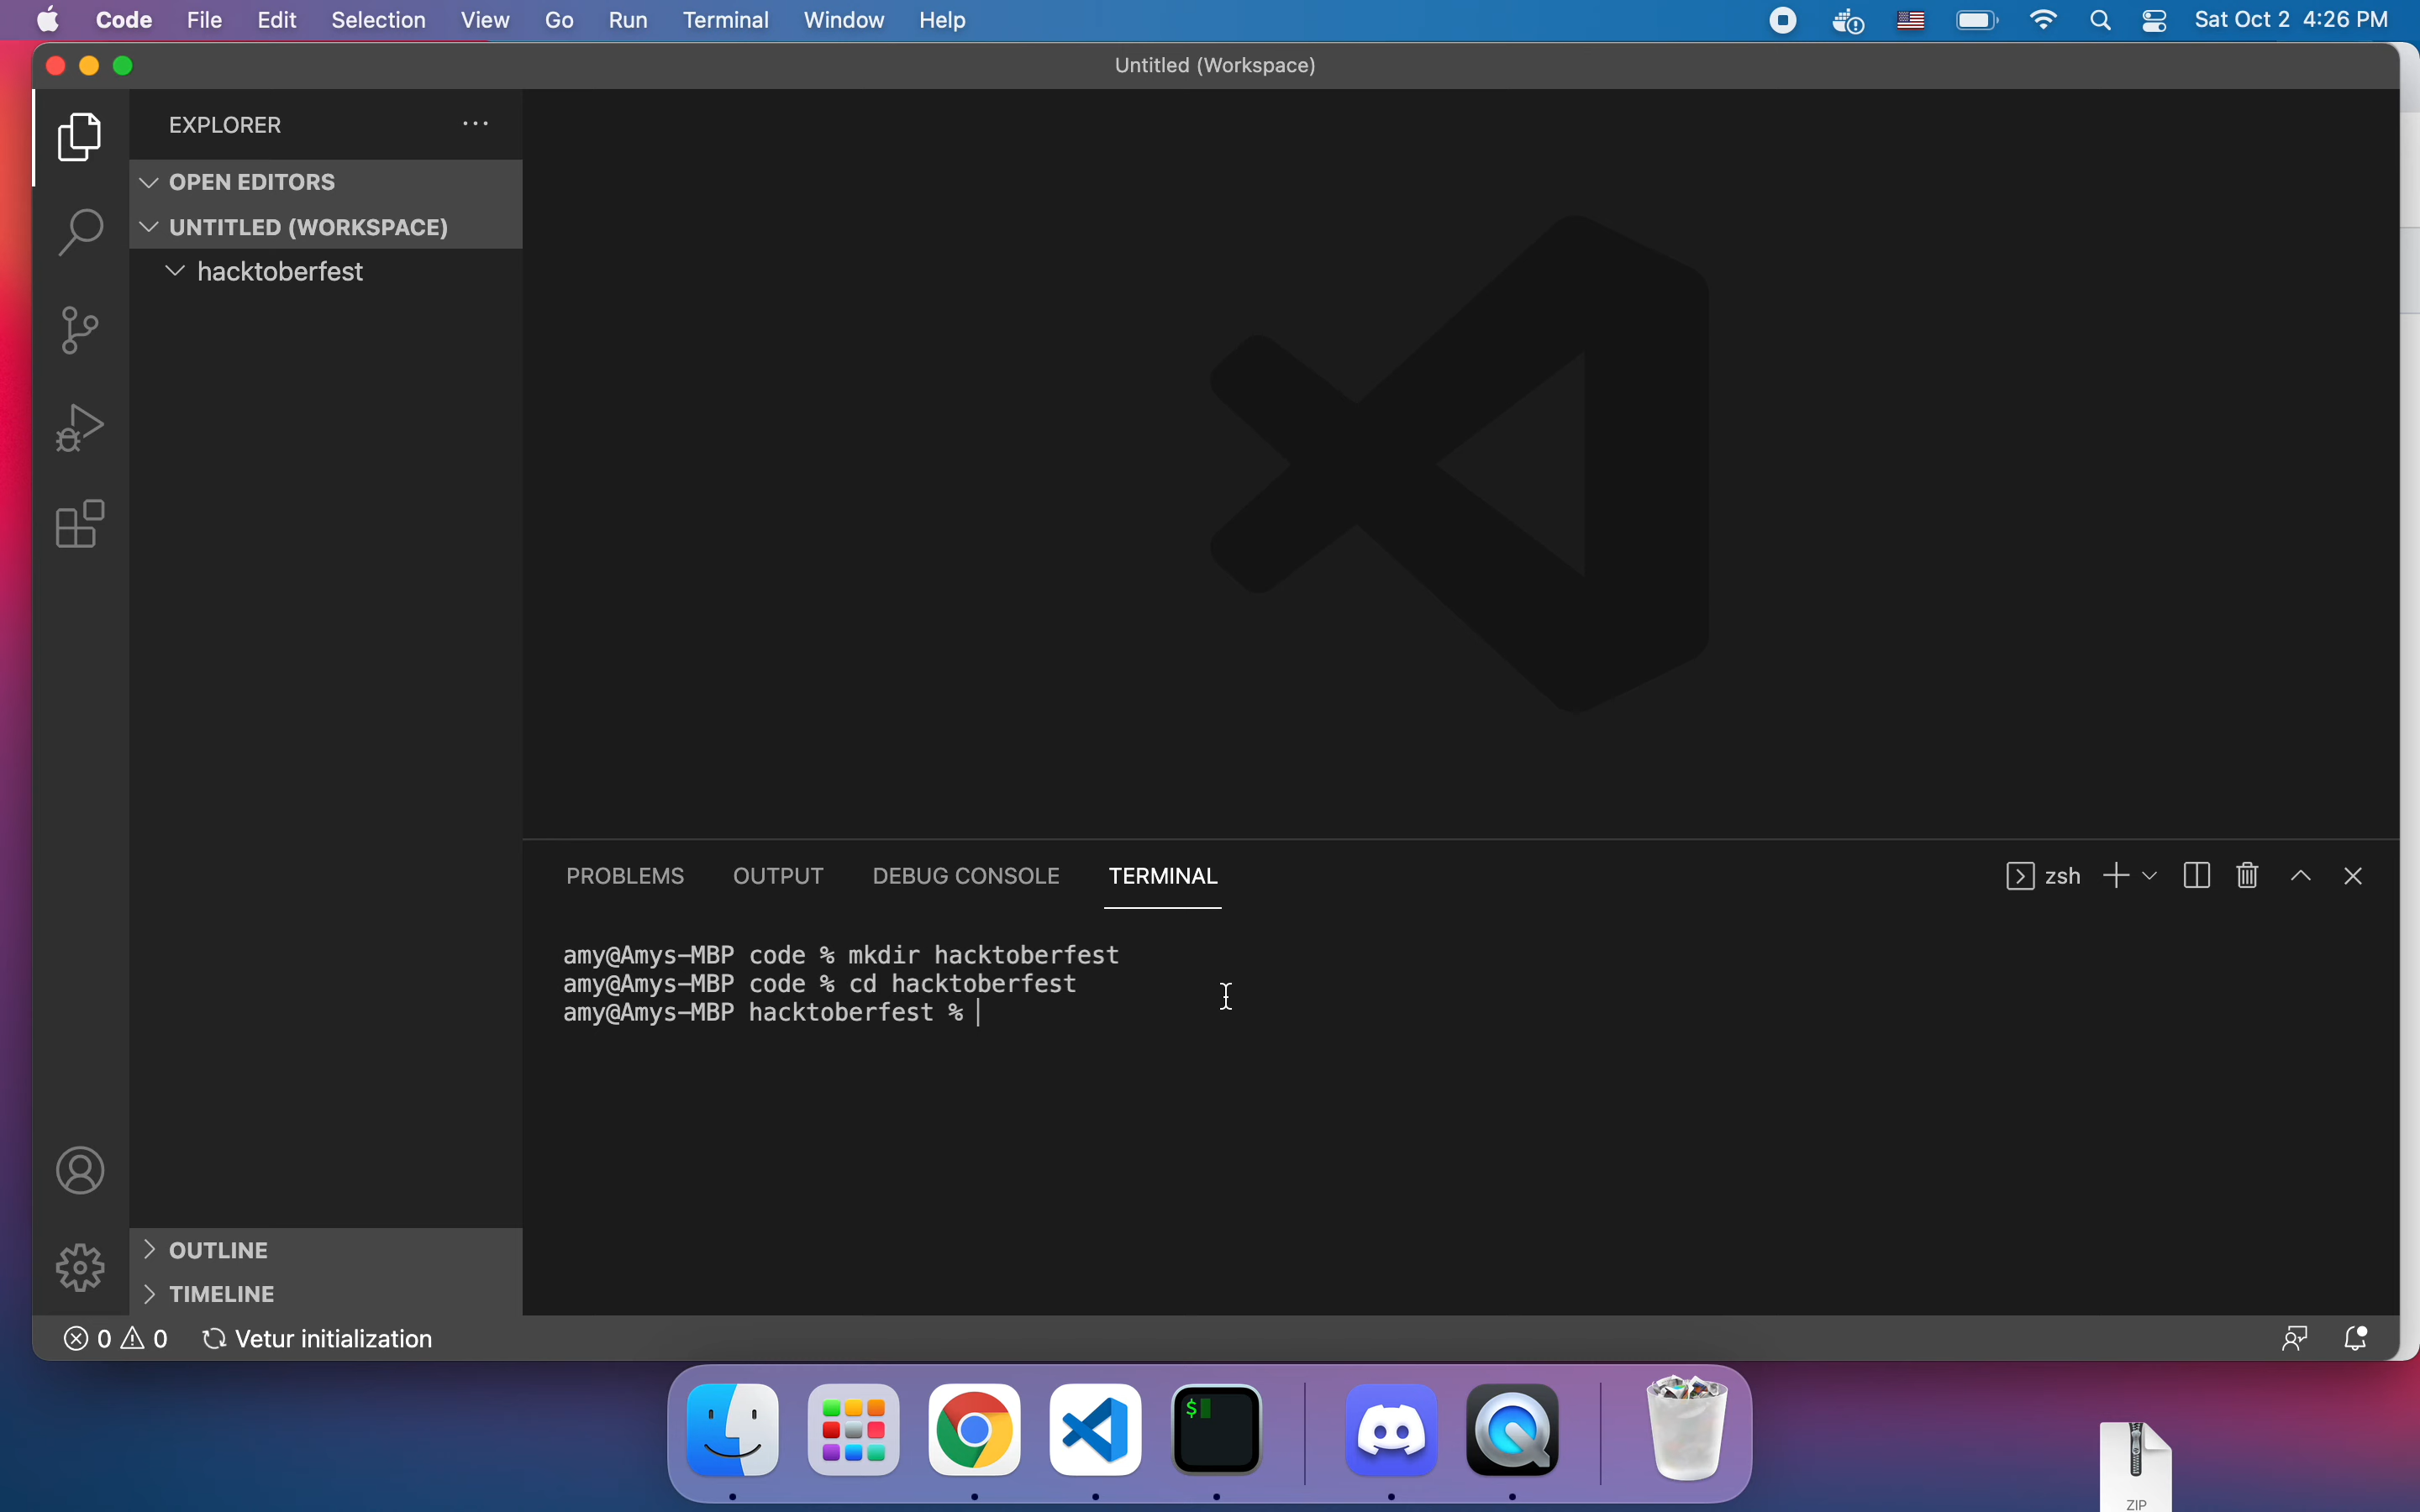 Code File Edit Selection View Go Run Terminal Window Help Sat Oct 2 4:26 PM
Untitled (Workspace)
EXPLORER
OPEN EDITORS
UNTITLED (WORKSPACE)
hacktoberfest
PROBLEMS OUTPUT DEBUG CONSOLE TERMINAL zsh
amy@Amys-MBP code % mkdir hacktoberfest
amy@Amys-MBP code % cd hacktoberfest
amy@Amys-MBP hacktoberfest %
OUTLINE
TIMELINE
0 0 Vetur initialization
$
ZIP